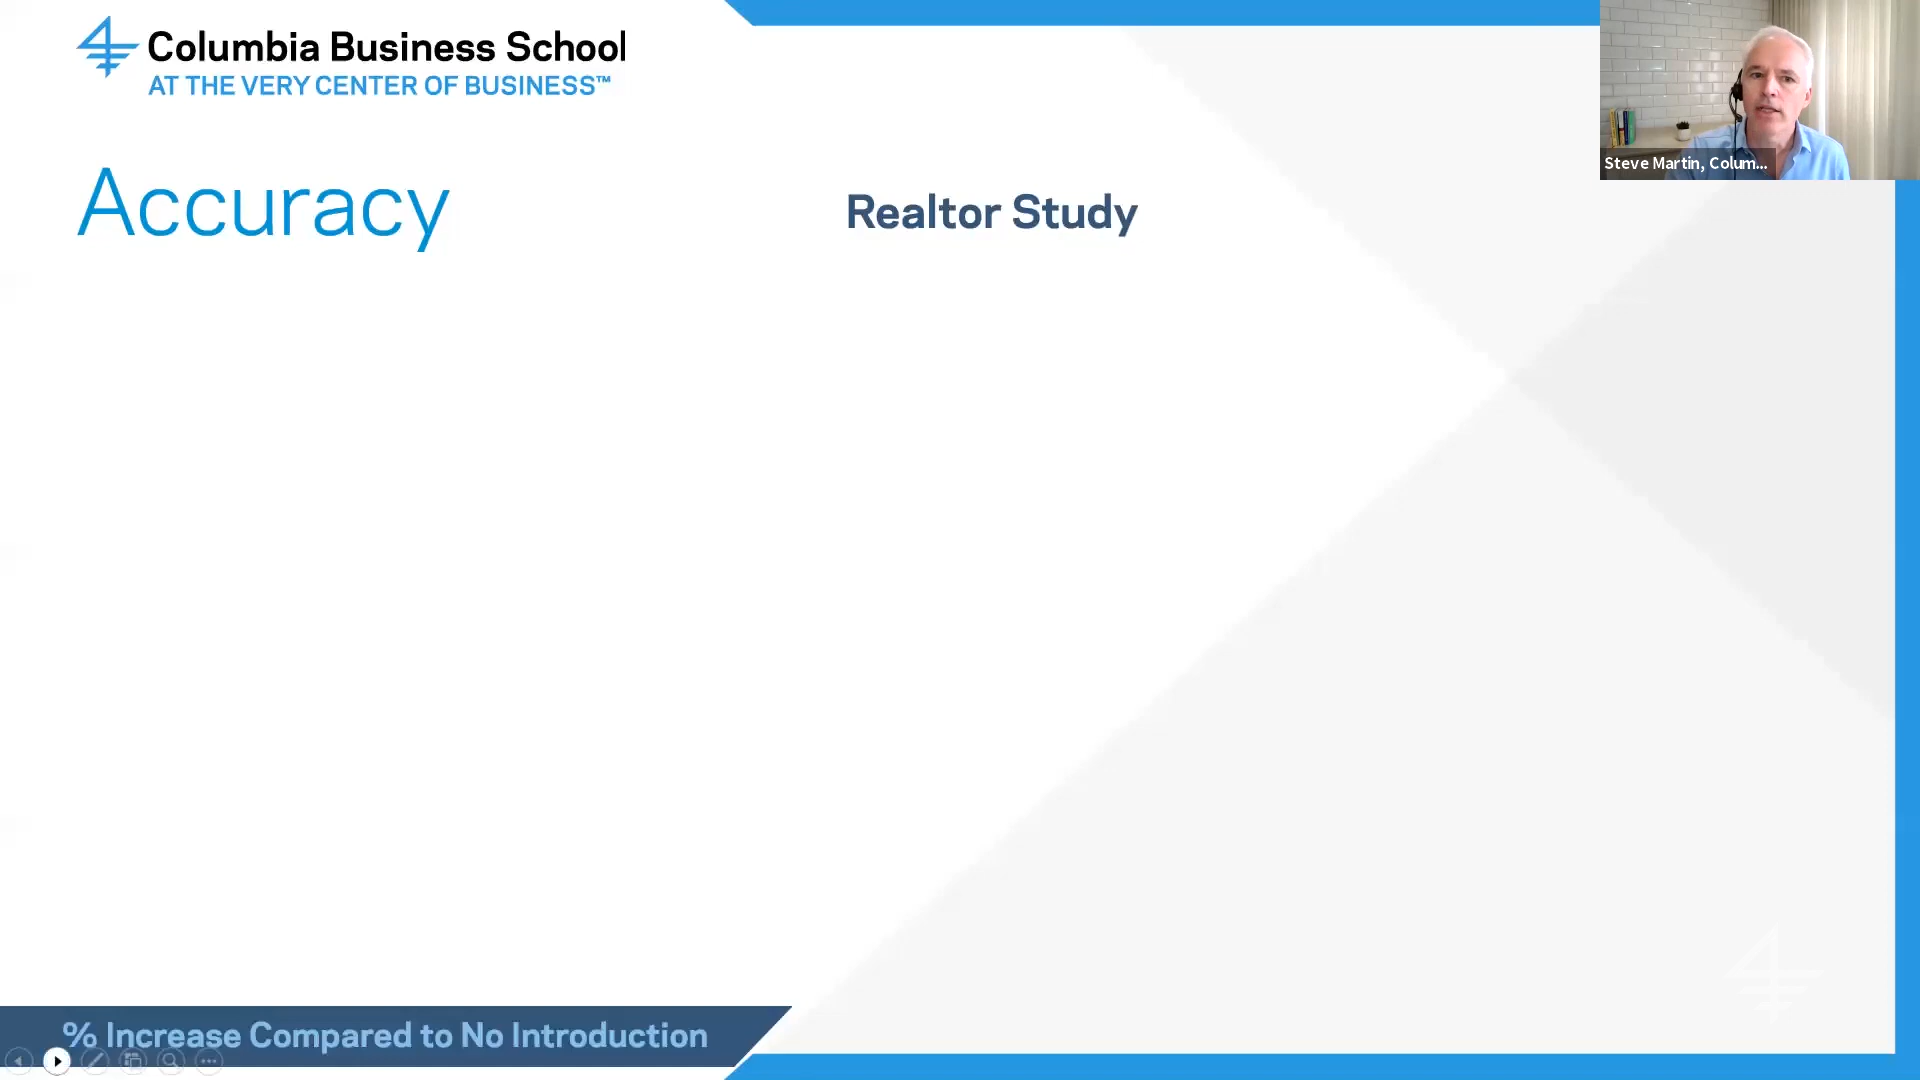 Columbia Business School
AT THE VERY CENTER OF BUSINESS™
Steve Martin, Colum...
Accuracy
Realtor Study
% Increase Compared to No Introduction